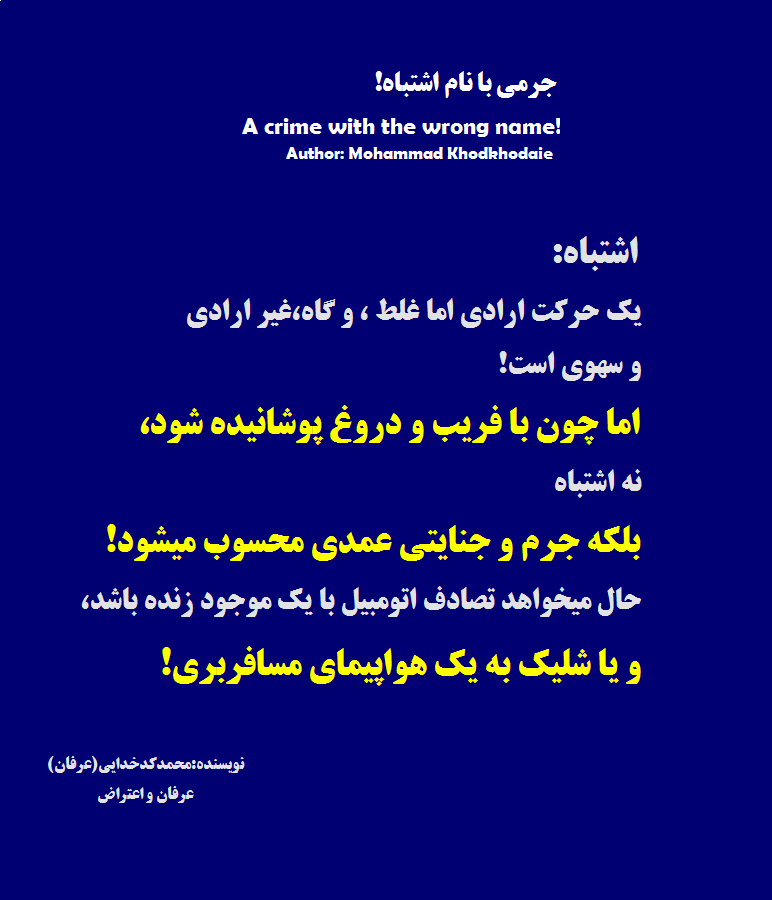 جرمی با نام اشتباه!
A crime with the wrong name!
Author: Mohammad Khodkhodaie
اشتباه:
یک حرکت ارادی اما غلط ، و گاه،غیر ارادی
و سهوی است!
اما چون با فریب و دروغ پوشانیده شود،
نه اشتباه
بلکه جرم و جنایتی عمدی محسوب میشود!
حال میخواهد تصادف اتومبیل با یک موجود زنده باشد،
و یا شلیک به یک هواپیمای مسافربری!
نویسنده:محمدکدخدایی(عرفان)
عرفان و اعتراض